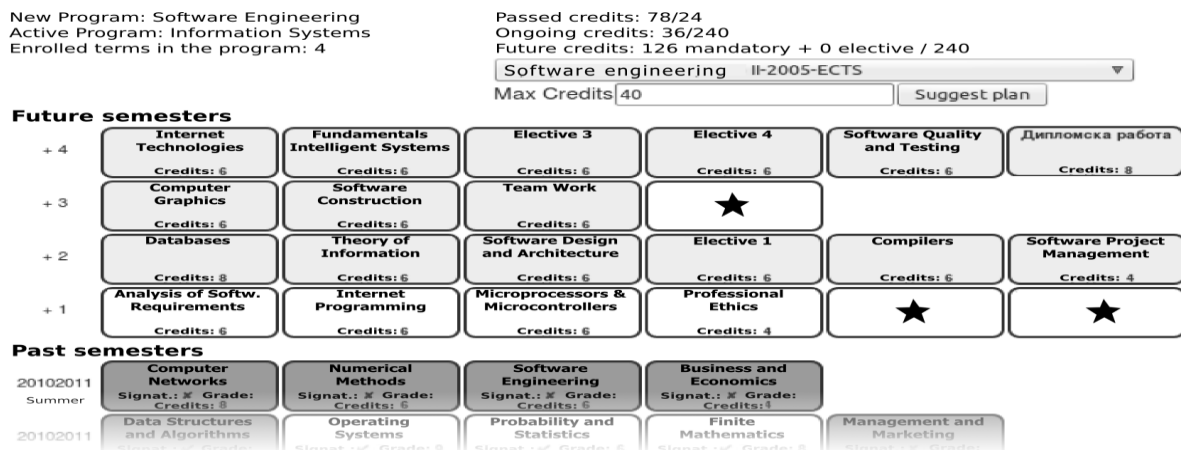 New Program: Software Engineering
Active Program: Information Systems
Enrolled terms in the program: 4
Passed credits: 78/24
Ongoing credits: 36/240
Future credits: 126 mandatory + 0 elective / 240
Software engineering II-2005-ECTS
Max Credits 40 Suggest plan
Future semesters
+ 4
Internet
Technologies
Credits: 6
Fundamentals
Intelligent Systems
Credits: 6
Elective 3
Credits: 6
Elective 4
Credits: 6
Software Quality
and Testing
Credits: 6
Дипломска работа
Credits: 8
+ 3
Computer
Graphics
Credits: 6
Software
Construction
Credits: 6
Team Work
Credits: 6
+ 2
Databases
Credits: 8
Theory of
Information
Credits: 6
Software Design
and Architecture
Credits: 6
Elective 1
Credits: 6
Compilers
Credits: 6
Software Project
Management
Credits: 4
+ 1
Analysis of Softw.
Requirements
Credits: 6
Internet
Programming
Credits: 6
Microprocessors &
Microcontrollers
Credits: 6
Professional
Ethics
Credits: 4
Past semesters
20102011
Summer
Computer
Networks
Signat.: ✘ Grade:
Credits: 8
Numerical
Methods
Signat.: ✘ Grade:
Credits: 6
Software
Engineering
Signat.: ✘ Grade:
Credits: 6
Business and
Economics
Signat.: ✘ Grade:
Credits: 4
20102011
Data Structures
and Algorithms
Operating
Systems
Probability and
Statistics
Finite
Mathematics
Management and
Marketing